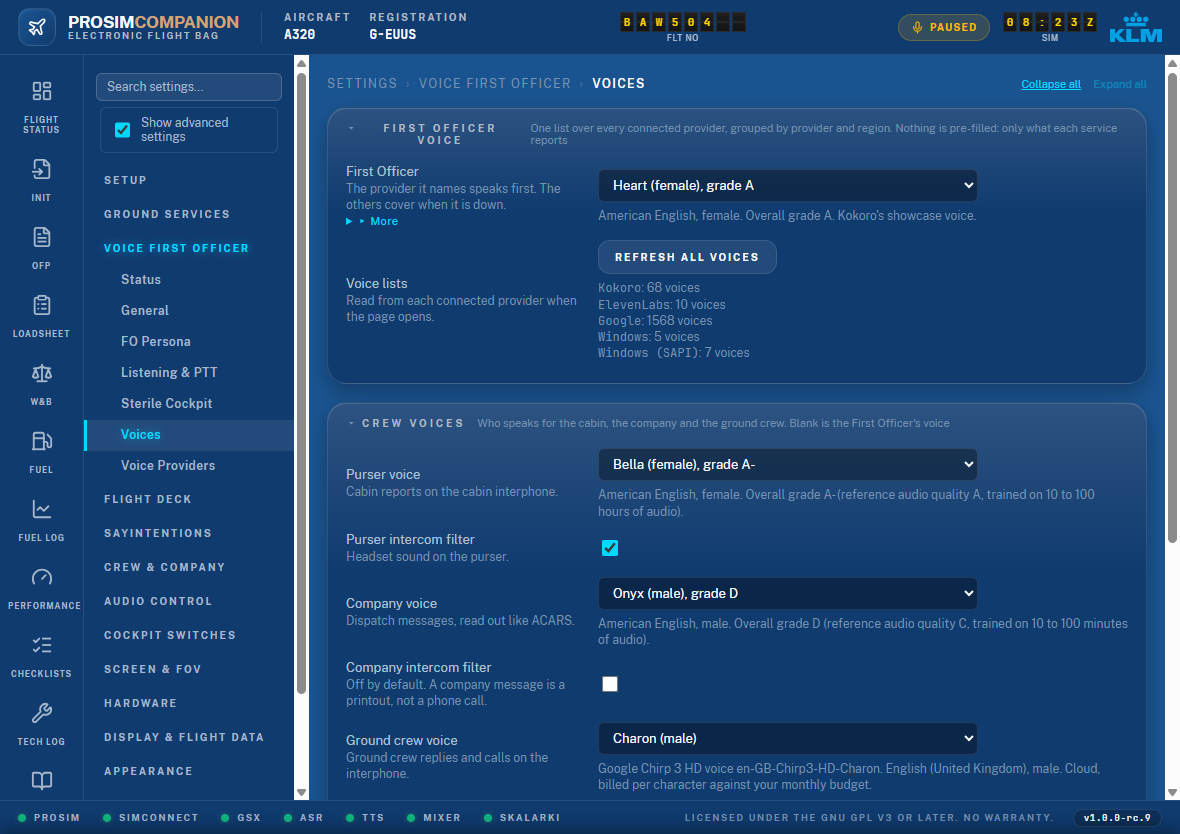 PROSIMCOMPANION
ELECTRONIC FLIGHT BAG
AIRCRAFT
A320
REGISTRATION
G-EUUS
BAW504
FLT NO
PAUSED
08:23Z
SIM
KLM
FLIGHT STATUS
INIT
OFP
LOADSHEET
W&B
FUEL
FUEL LOG
PERFORMANCE
CHECKLISTS
TECH LOG
Search settings...
Show advanced
settings
SETUP
GROUND SERVICES
VOICE FIRST OFFICER
Status
General
FO Persona
Listening & PTT
Sterile Cockpit
Voices
Voice Providers
FLIGHT DECK
SAYINTENTIONS
CREW & COMPANY
AUDIO CONTROL
COCKPIT SWITCHES
SCREEN & FOV
HARDWARE
DISPLAY & FLIGHT DATA
APPEARANCE
SETTINGS › VOICE FIRST OFFICER › VOICES
Collapse all Expand all
FIRST OFFICER
VOICE
One list over every connected provider, grouped by provider and region. Nothing is pre-filled: only what each service
reports
First Officer
The provider it names speaks first. The
others cover when it is down.
More
Heart (female), grade A
American English, female. Overall grade A. Kokoro's showcase voice.
Voice lists
Read from each connected provider when
the page opens.
REFRESH ALL VOICES
Kokoro: 68 voices
ElevenLabs: 10 voices
Google: 1568 voices
Windows: 5 voices
Windows (SAPI): 7 voices
CREW VOICES
Who speaks for the cabin, the company and the ground crew. Blank is the First Officer's voice
Purser voice
Cabin reports on the cabin interphone.
Bella (female), grade A-
American English, female. Overall grade A- (reference audio quality A, trained on 10 to 100
hours of audio).
Purser intercom filter
Headset sound on the purser.
Company voice
Dispatch messages, read out like ACARS.
Onyx (male), grade D
American English, male. Overall grade D (reference audio quality C, trained on 10 to 100 minutes
of audio).
Company intercom filter
Off by default. A company message is a
printout, not a phone call.
Ground crew voice
Ground crew replies and calls on the
interphone.
Charon (male)
Google Chirp 3 HD voice en-GB-Chirp3-HD-Charon. English (United Kingdom), male. Cloud,
billed per character against your monthly budget.
PROSIM
SIMCONNECT
GSX
ASR
TTS
MIXER
SKALARKI
LICENSED UNDER THE GNU GPL V3 OR LATER. NO WARRANTY.
v1.0.0-rc.9